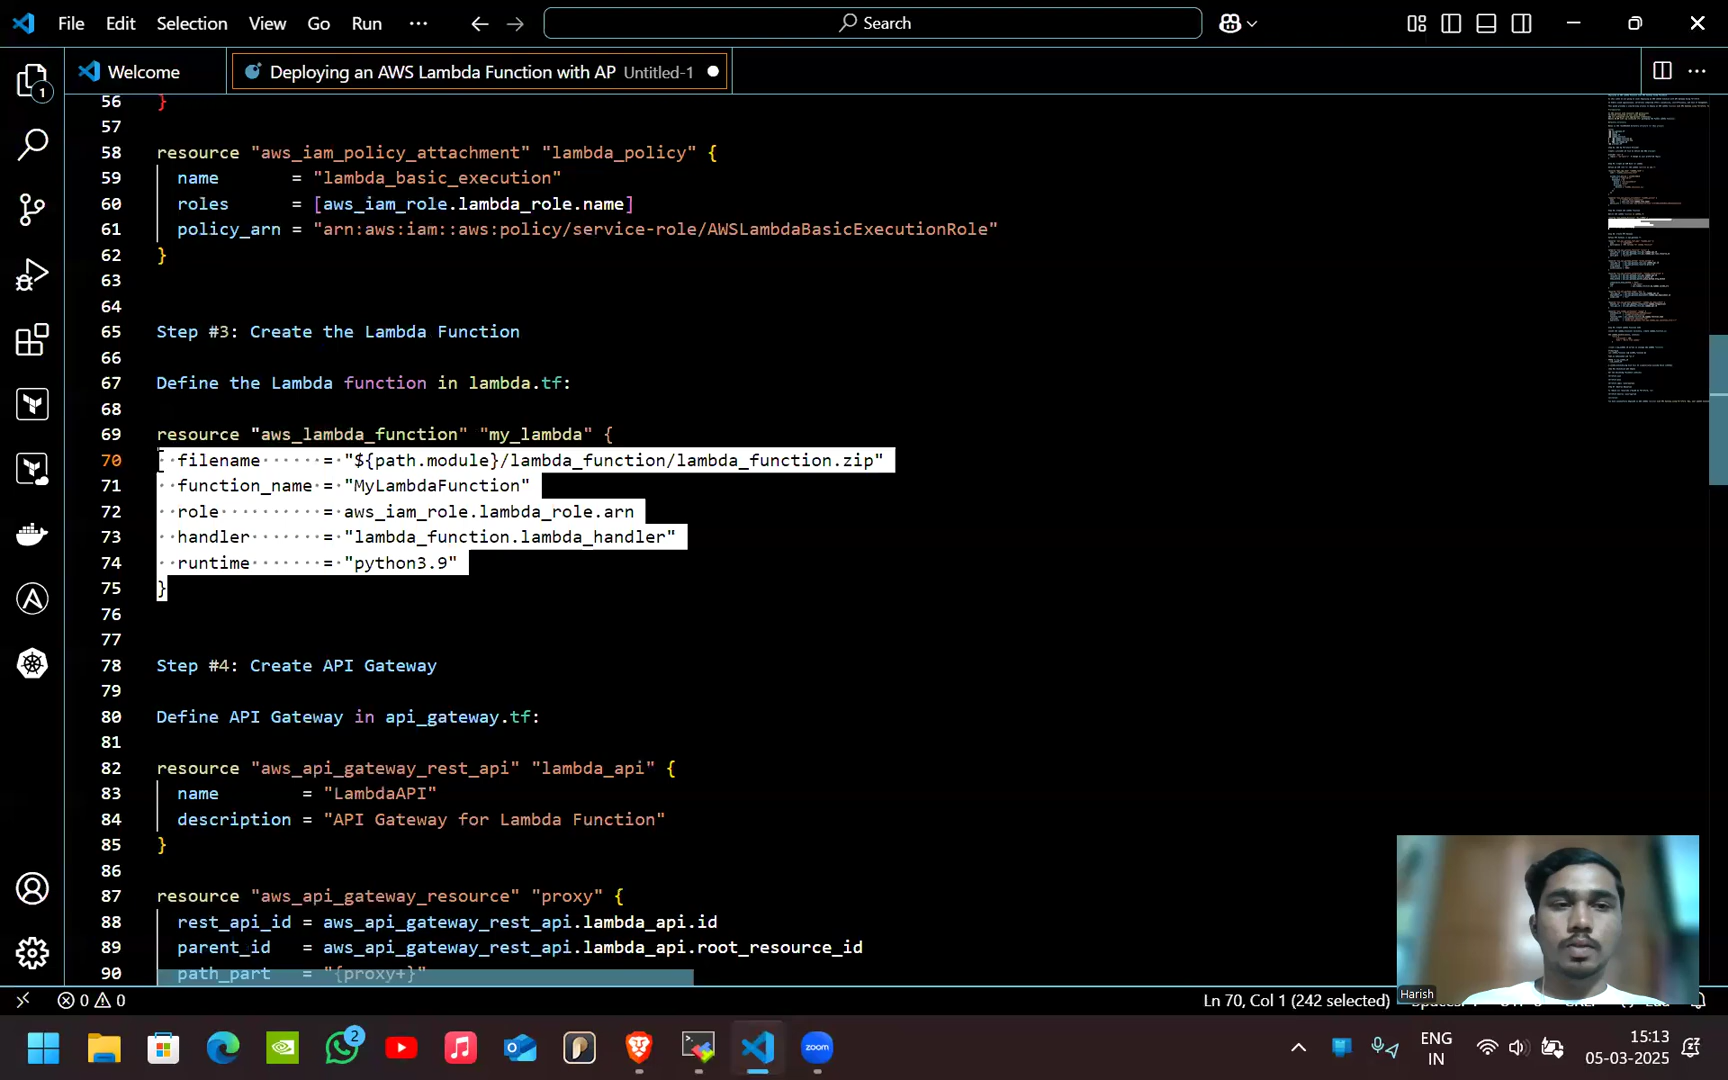 File Edit Selection View Go Run ··· Search
Welcome Deploying an AWS Lambda Function with AP Untitled-1
1
56 }
57
58 resource "aws_iam_policy_attachment" "lambda_policy" {
59 name = "lambda_basic_execution"
60 roles = [aws_iam_role.lambda_role.name]
61 policy_arn = "arn:aws:iam::aws:policy/service-role/AWSLambdaBasicExecutionRole"
62 }
63
64
65 Step #3: Create the Lambda Function
66
67 Define the Lambda function in lambda.tf:
68
69 resource "aws_lambda_function" "my_lambda" {
70 filename = "${path.module}/lambda_function/lambda_function.zip"
71 function_name = "MyLambdaFunction"
72 role = aws_iam_role.lambda_role.arn
73 handler = "lambda_function.lambda_handler"
74 runtime = "python3.9"
75 }
76
77
78 Step #4: Create API Gateway
79
80 Define API Gateway in api_gateway.tf:
81
82 resource "aws_api_gateway_rest_api" "lambda_api" {
83 name = "LambdaAPI"
84 description = "API Gateway for Lambda Function"
85 }
86
87 resource "aws_api_gateway_resource" "proxy" {
88 rest_api_id = aws_api_gateway_rest_api.lambda_api.id
89 parent_id = aws_api_gateway_rest_api.lambda_api.root_resource_id
90 path_part = "{proxy+}"
Harish
0 0 Ln 70, Col 1 (242 selected)
2 zoom ENG IN 15:13 05-03-2025